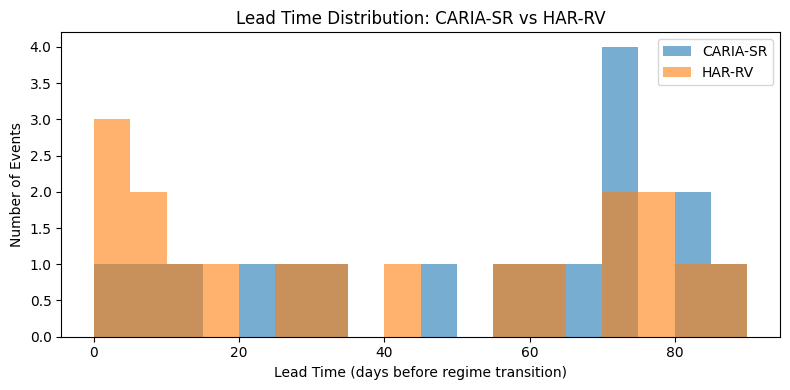 Lead Time Distribution: CARIA-SR vs HAR-RV
CARIA-SR
HAR-RV
Number of Events
4.0
3.5
3.0
2.5
2.0
1.5
1.0
0.5
0.0
0 20 40 60 80
Lead Time (days before regime transition)